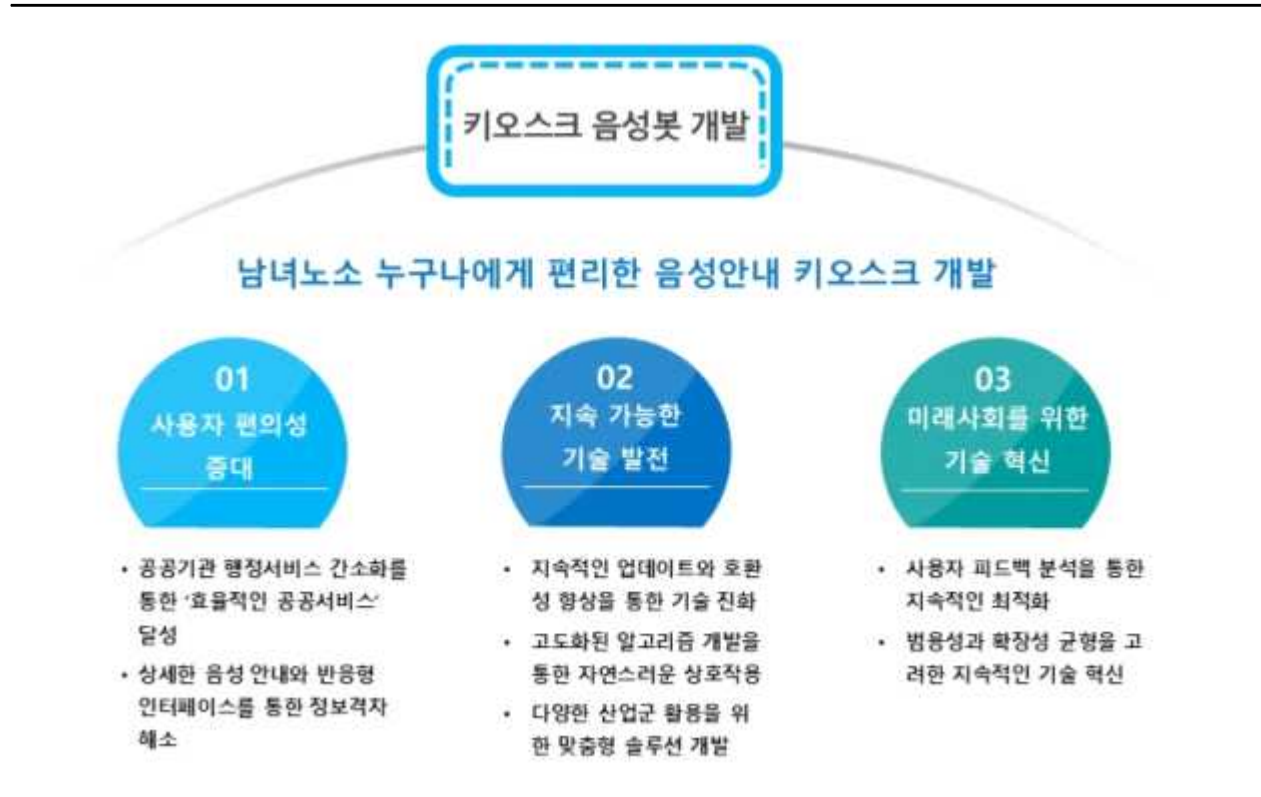 키오스크 음성봇 개발
남녀노소 누구나에게 편리한 음성안내 키오스크 개발
01
사용자 편의성
증대
• 공공기관 행정서비스 간소화를
통한 ‘효율적인 공공서비스’
달성
• 상세한 음성 안내와 반응형
인터페이스를 통한 정보격자
해소
02
지속 가능한
기술 발전
• 지속적인 업데이트와 호환
성 향상을 통한 기술 진화
• 고도화된 알고리즘 개발을
통한 자연스러운 상호작용
• 다양한 산업군 활용을 위
한 맞춤형 솔루션 개발
03
미래사회를 위한
기술 혁신
• 사용자 피드백 분석을 통한
지속적인 최적화
• 범용성과 확장성 균형을 고
려한 지속적인 기술 혁신